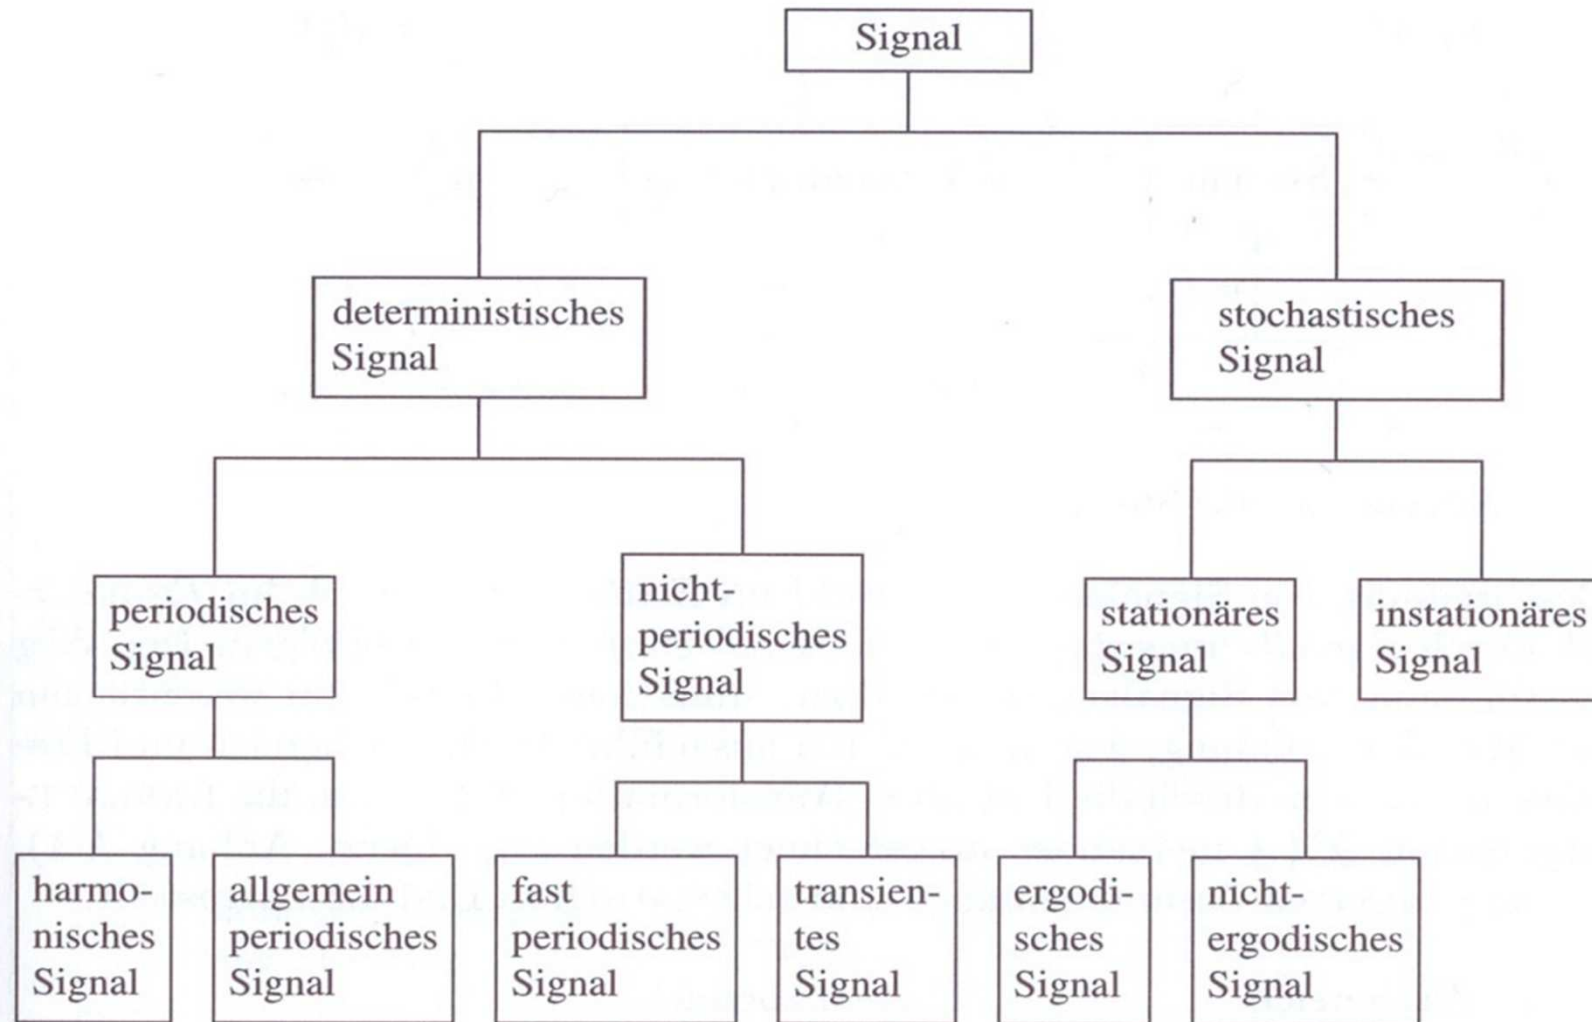 Signal
deterministisches
Signal
stochastisches
Signal
periodisches
Signal
nicht-
periodisches
Signal
stationäres
Signal
instationäres
Signal
harmo-
nisches
Signal
allgemein
periodisches
Signal
fast
periodisches
Signal
transien-
tes
Signal
ergodi-
sches
Signal
nicht-
ergodisches
Signal